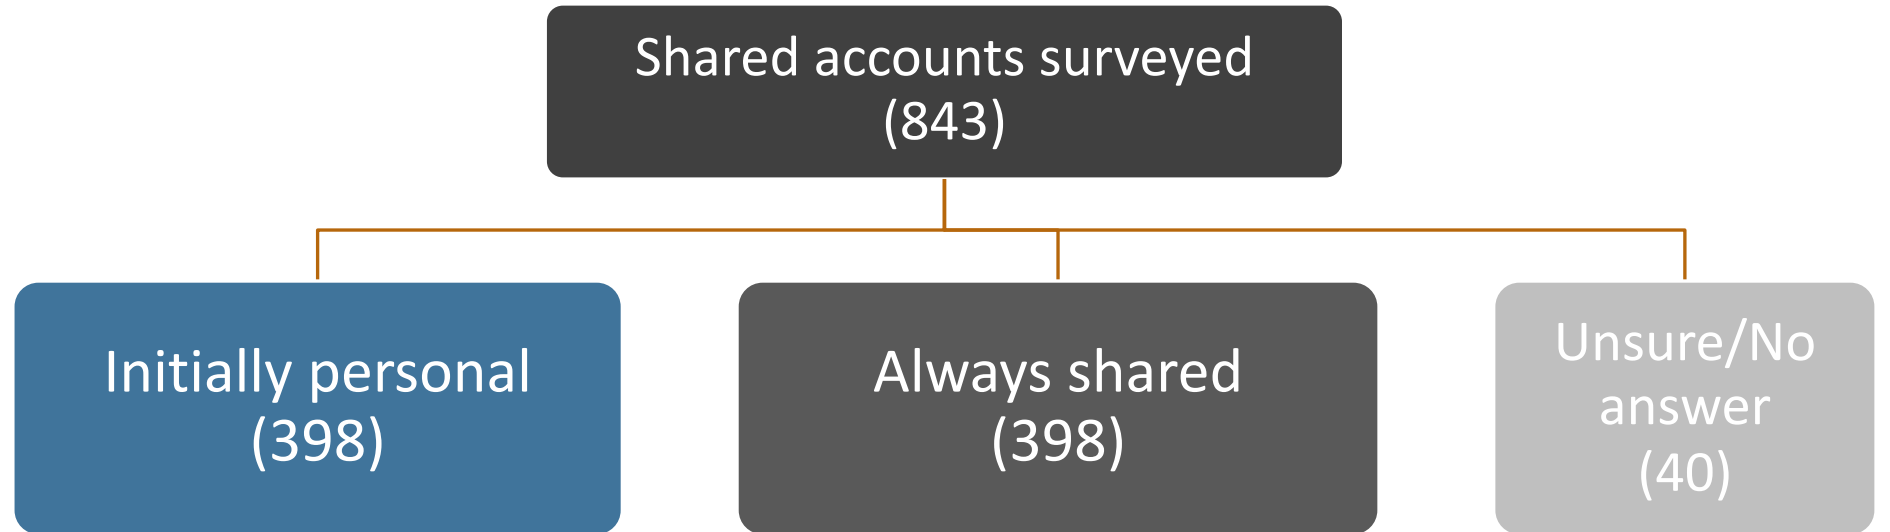 Shared accounts surveyed
(843)
Initially personal
(398)
Always shared
(398)
Unsure/No
answer
(40)